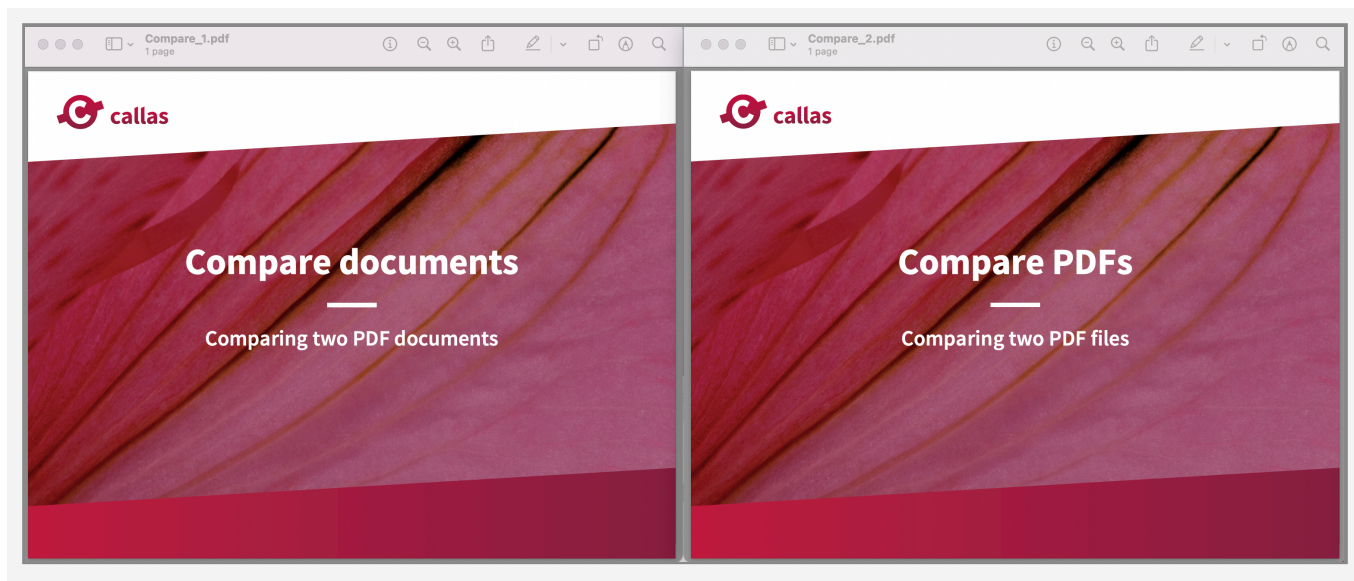 Compare_1.pdf
1 page
callas
Compare documents
Comparing two PDF documents
Compare_2.pdf
1 page
callas
Compare PDFs
Comparing two PDF files